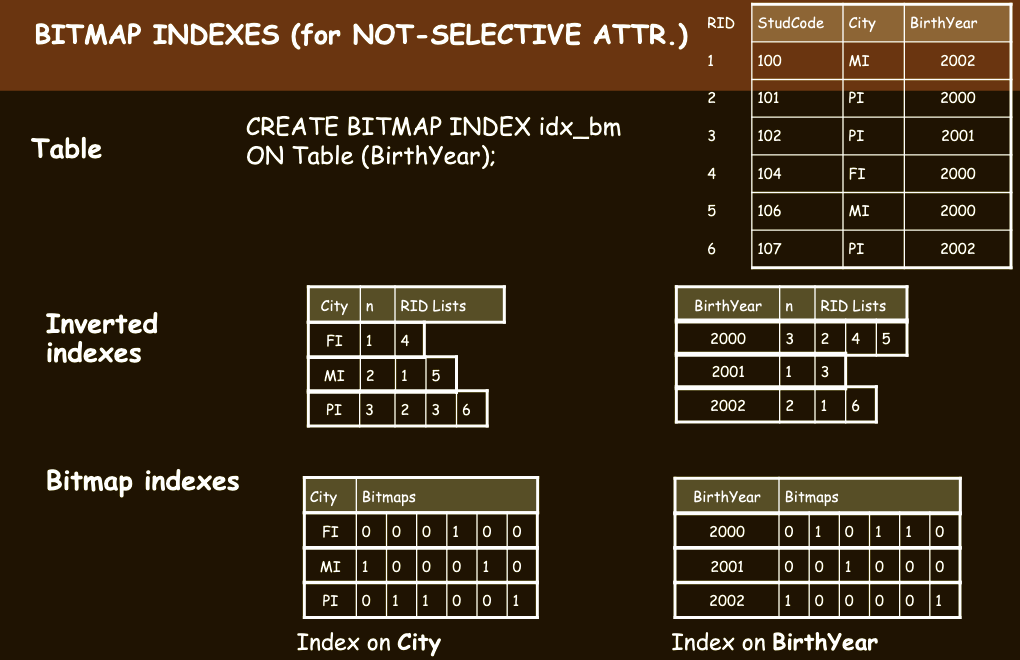 BITMAP INDEXES (for NOT-SELECTIVE ATTR.)
RID StudCode City BirthYear
1 100 MI 2002
2 101 PI 2000
3 102 PI 2001
4 104 FI 2000
5 106 MI 2000
6 107 PI 2002
Table
CREATE BITMAP INDEX idx_bm
ON Table (BirthYear);
Inverted
indexes
City n RID Lists
FI 1 4
MI 2 1 5
PI 3 2 3 6
BirthYear n RID Lists
2000 3 2 4 5
2001 1 3
2002 2 1 6
Bitmap indexes
City Bitmaps
FI 0 0 0 1 0 0
MI 1 0 0 0 1 0
PI 0 1 1 0 0 1
Index on City
BirthYear Bitmaps
2000 0 1 0 1 1 0
2001 0 0 1 0 0 0
2002 1 0 0 0 0 1
Index on BirthYear